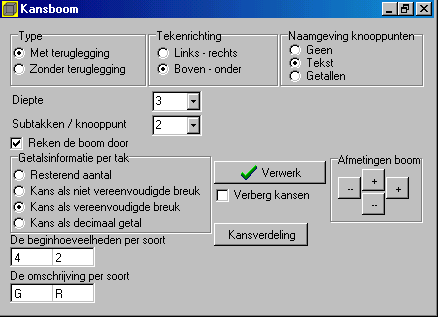 Kansboom
Type
Met teruglegging
Zonder teruglegging
Tekenrichting
Links - rechts
Boven - onder
Naamgeving knooppunten
Geen
Tekst
Getallen
Diepte
3
Subtakken / knooppunt
2
Reken de boom door
Getalsinformatie per tak
Resterend aantal
Kans als niet vereenvoudigde breuk
Kans als vereenvoudigde breuk
Kans als decimaal getal
Verwerk
Verberg kansen
Kansverdeling
Afmetingen boom
+
-- +
--
De beginhoeveelheden per soort
4 2
De omschrijving per soort
G R